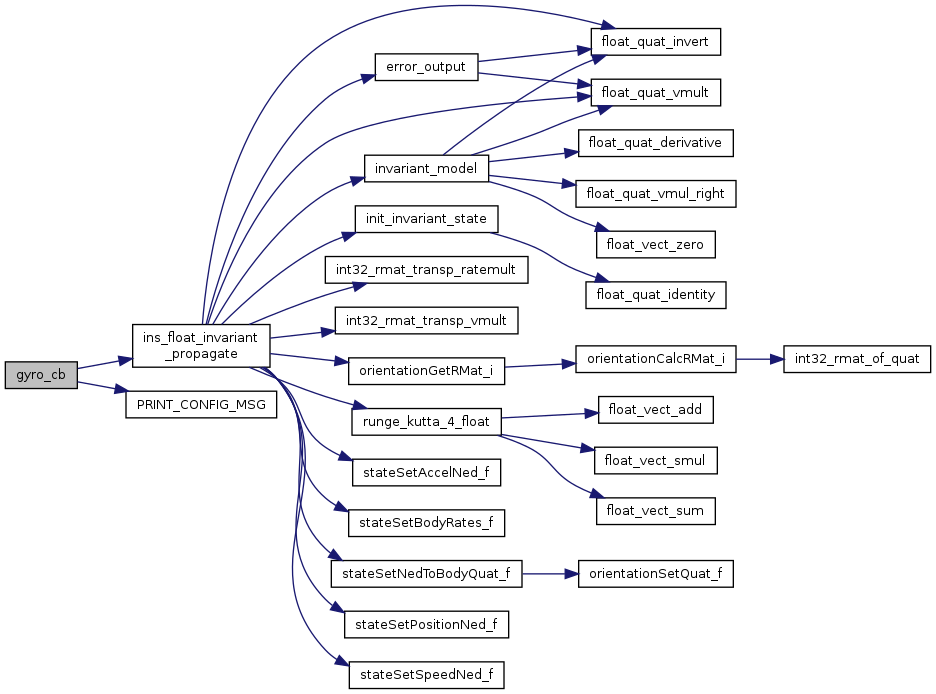 gyro_cb
ins_float_invariant
_propagate
PRINT_CONFIG_MSG
error_output
invariant_model
init_invariant_state
int32_rmat_transp_ratemult
int32_rmat_transp_vmult
orientationGetRMat_i
runge_kutta_4_float
stateSetAccelNed_f
stateSetBodyRates_f
stateSetNedToBodyQuat_f
stateSetPositionNed_f
stateSetSpeedNed_f
float_quat_invert
float_quat_vmult
float_quat_derivative
float_quat_vmul_right
float_vect_zero
float_quat_identity
orientationCalcRMat_i
float_vect_add
float_vect_smul
float_vect_sum
orientationSetQuat_f
int32_rmat_of_quat